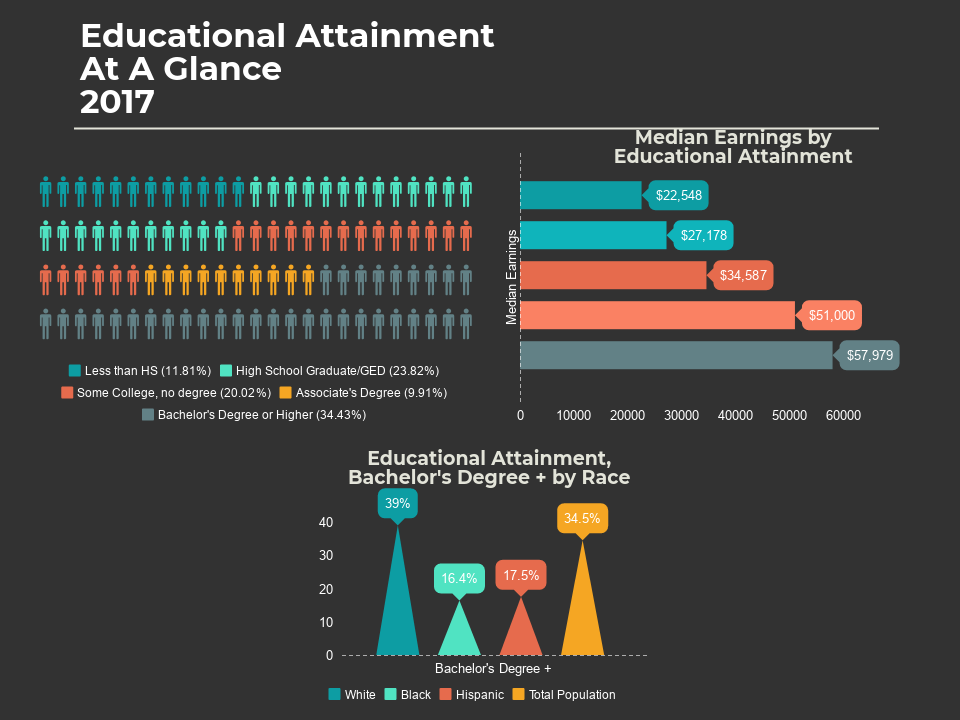 Educational Attainment
At A Glance
2017
Less than HS (11.81%) High School Graduate/GED (23.82%)
Some College, no degree (20.02%) Associate's Degree (9.91%)
Bachelor's Degree or Higher (34.43%)
Median Earnings by
Educational Attainment
Median Earnings
$22,548
$27,178
$34,587
$51,000
$57,979
0 10000 20000 30000 40000 50000 60000
Educational Attainment,
Bachelor's Degree + by Race
39%
16.4%
17.5%
34.5%
40
30
20
10
0
Bachelor's Degree +
White Black Hispanic Total Population